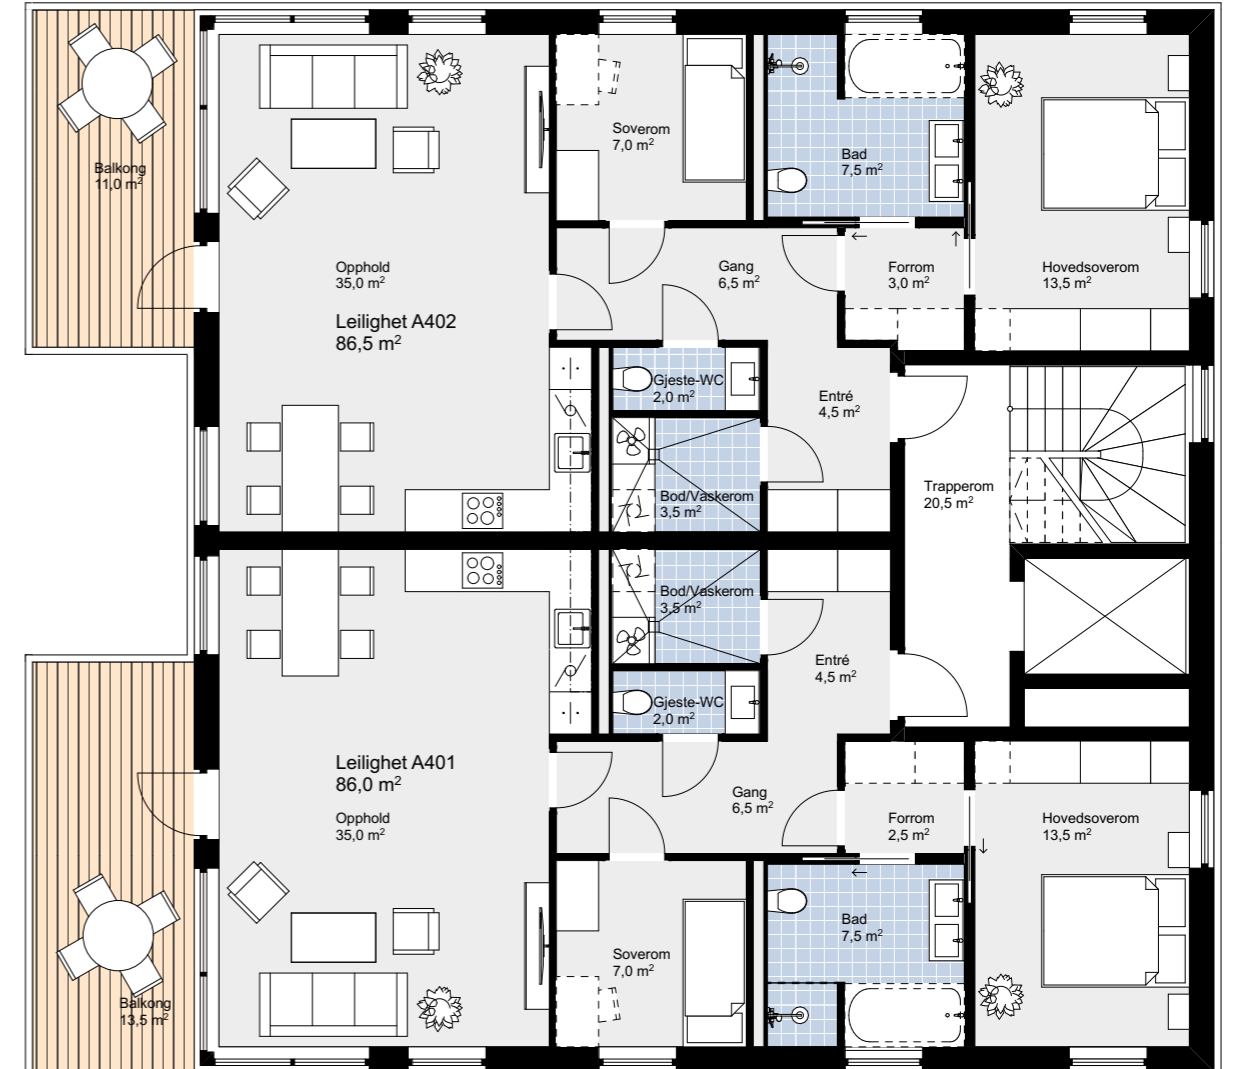 Soverom
7,0 m²
Bad
7,5 m²
Balkong
11,0 m²
Opphold
35,0 m²
Leilighet A402
86,5 m²
Gang
6,5 m²
Forrom
3,0 m²
Hovedsoverom
13,5 m²
Gjeste-WC
2,0 m²
Entré
4,5 m²
Bod/Vaskerom
3,5 m²
Trapperom
20,5 m²
Bod/Vaskerom
3,5 m²
Entré
4,5 m²
Gjeste-WC
2,0 m²
Leilighet A401
86,0 m²
Opphold
35,0 m²
Gang
6,5 m²
Forrom
2,5 m²
Hovedsoverom
13,5 m²
Bad
7,5 m²
Soverom
7,0 m²
Balkong
13,5 m²